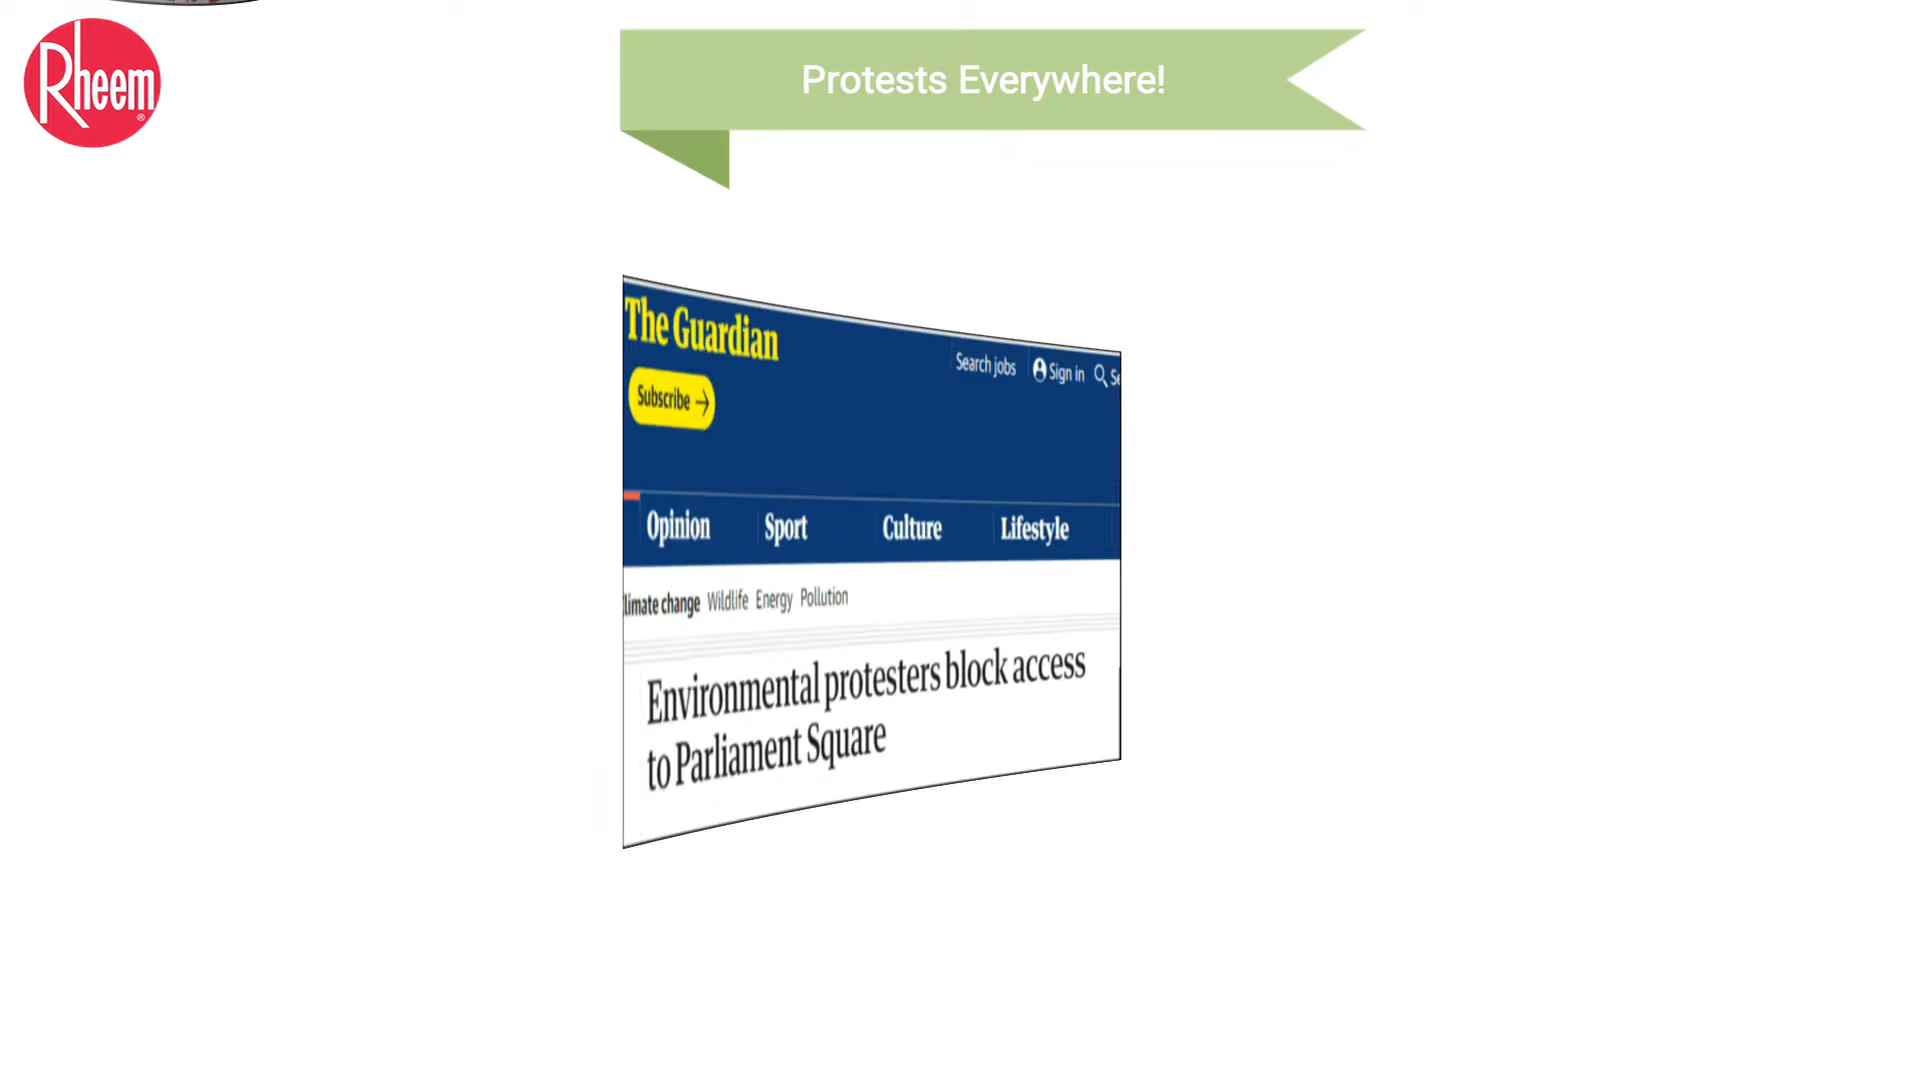 Rheem
Protests Everywhere!
The Guardian
Search jobs Sign in
Subscribe →
Opinion Sport Culture Lifestyle
change Wildlife Energy Pollution
Environmental protesters block access
to Parliament Square